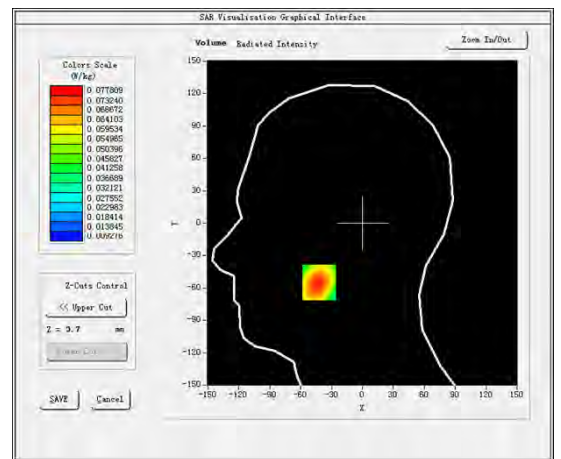 SAR Visualisation Graphical Interface
Volume Radiated Intensity
Zoom In/Out
Colors Scale
(W/kg)
0.077809
0.073240
0.068672
0.064103
0.059534
0.054965
0.050396
0.045827
0.041258
0.036689
0.032121
0.027552
0.022983
0.018414
0.013845
0.009276
150
90
30
0
-30
-60
-90
-120
-150
Y
-150 -120 -90 -60 -30 0 30 60 90 120 150
X
Z-Cuts Control
<< Upper Cut
Z = 3.7 mm
SAVE
Cancel